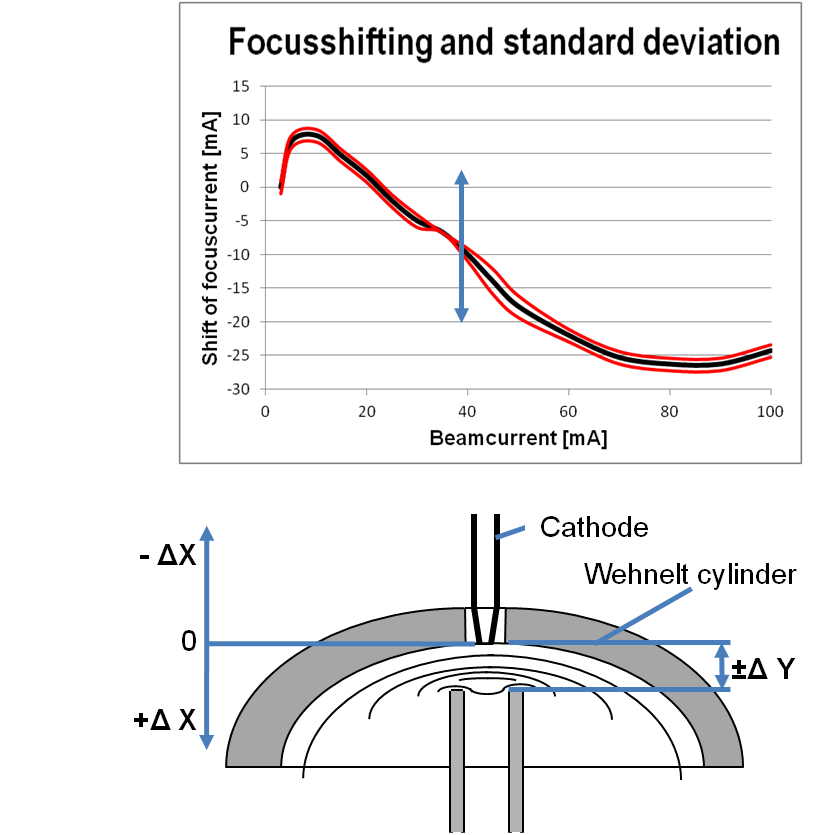 Focusshifting and standard deviation
Shift of focuscurrent [mA]
15
10
5
0
-5
-10
-15
-20
-25
-30
0 20 40 60 80 100
Beamcurrent [mA]
Cathode
- ΔX
Wehnelt cylinder
0
±Δ Y
+Δ X